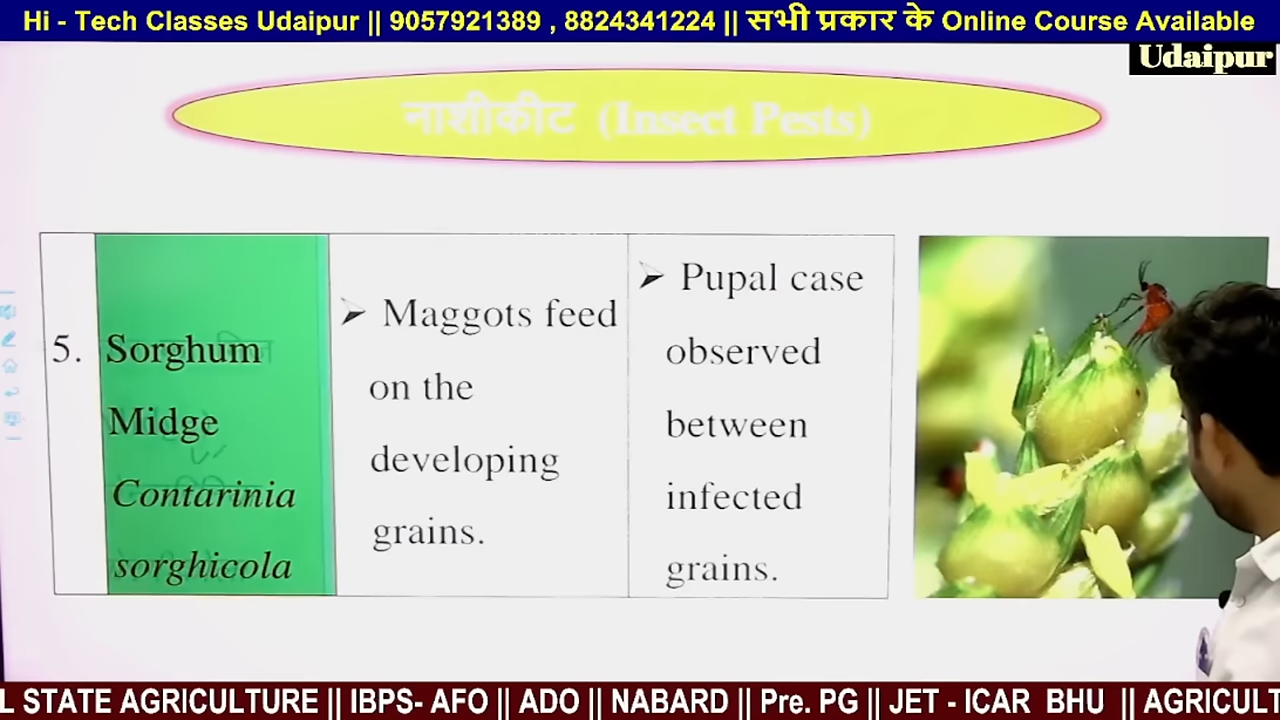 Hi - Tech Classes Udaipur || 9057921389 , 8824341224 || सभी प्रकार के Online Course Available
Udaipur
नाशीकीट (Insect Pests)
5.
Sorghum
Midge
Contarinia
sorghicola
➤ Maggots feed
on the
developing
grains.
➤ Pupal case
observed
between
infected
grains.
L STATE AGRICULTURE || IBPS- AFO || ADO || NABARD || Pre. PG || JET - ICAR BHU || AGRICULT